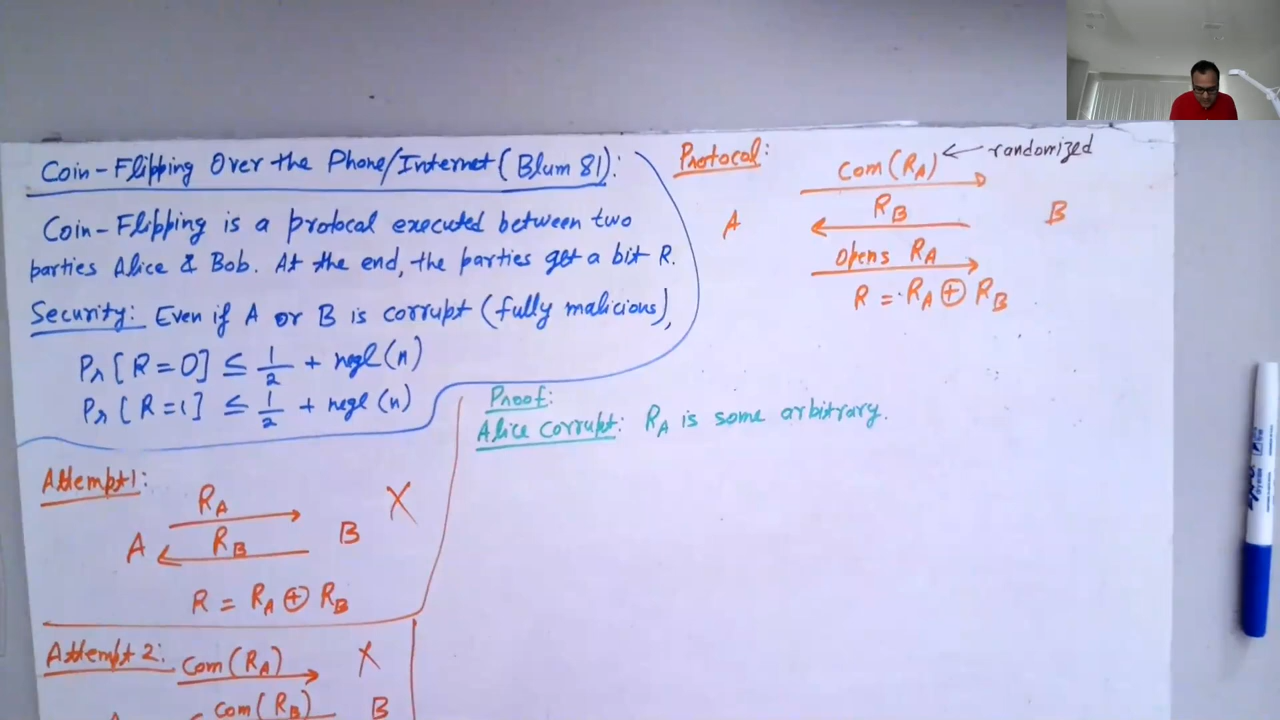 Coin-Flipping Over the Phone/Internet (Blum 81):
Coin-Flipping is a protocal executed between two
parties Alice & Bob. At the end, the parties get a bit R.
Security: Even if A or B is corrupt (fully malicious),
Pr[R=0] ≤ 1/2 + negl(n)
Pr[R=1] ≤ 1/2 + negl(n)
Attempt 1:
R_A
X
A
B
R_B
R = R_A ⊕ R_B
Attempt 2:
Com(R_A)
X
Com(R_B)
B
Protocal:
Com(R_A) ← randomized
R_B
A
B
Opens R_A
R = R_A ⊕ R_B
Proof:
Alice Corrupt: R_A is some arbitrary.